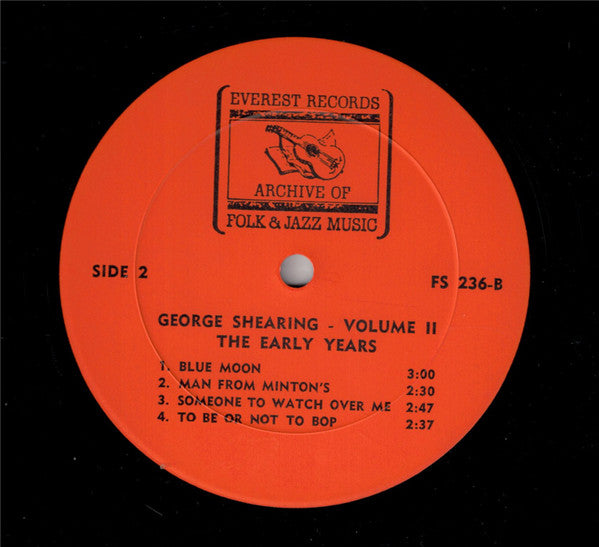 EVEREST RECORDS
ARCHIVE OF
FOLK & JAZZ MUSIC
SIDE 2
FS 236-B
GEORGE SHEARING - VOLUME II
THE EARLY YEARS
1. BLUE MOON 3:00
2. MAN FROM MINTON'S 2:30
3. SOMEONE TO WATCH OVER ME 2:47
4. TO BE OR NOT TO BOP 2:37